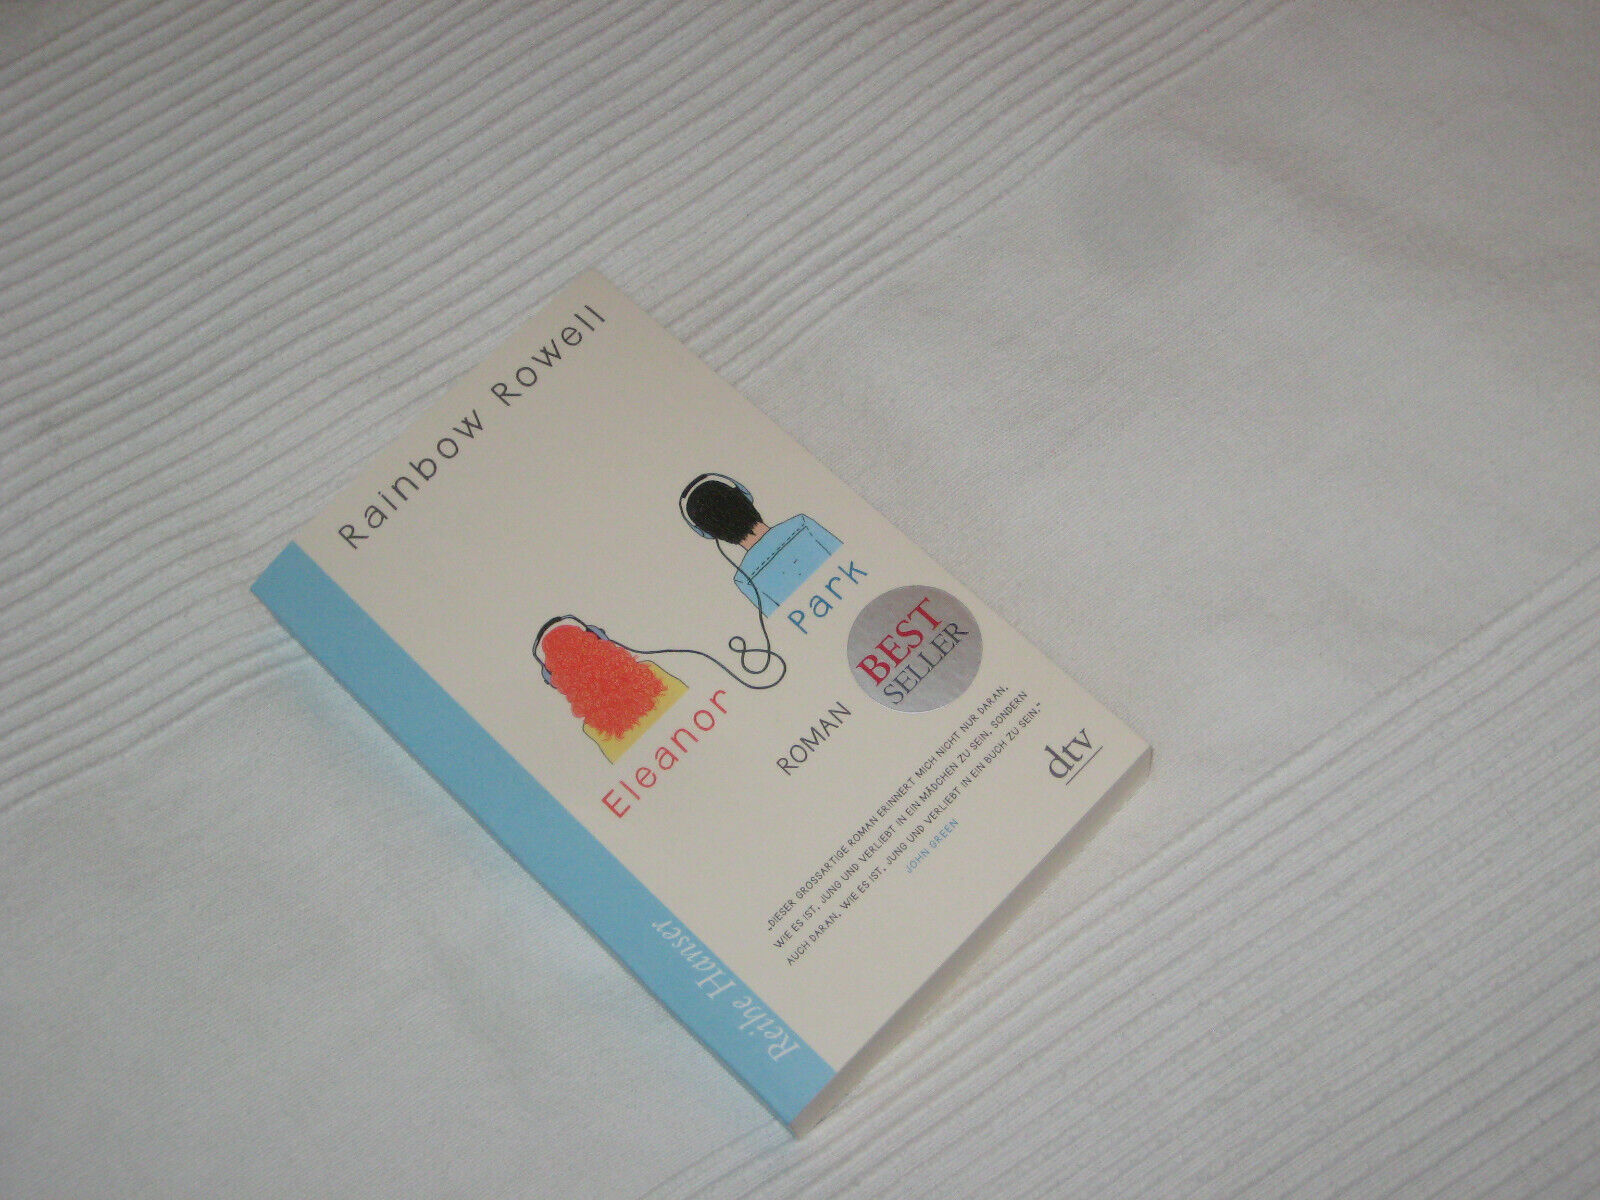 Rainbow Rowell
Eleanor
&
Park
ROMAN
BEST
SELLER
„DIESER GROSSARTIGE ROMAN ERINNERT MICH NICHT NUR DARAN,
WIE ES IST, JUNG UND VERLIEBT IN EIN MÄDCHEN ZU SEIN, SONDERN
AUCH DARAN, WIE ES IST, JUNG UND VERLIEBT IN EIN BUCH ZU SEIN.“
JOHN GREEN
dtv
Reihe Hanser